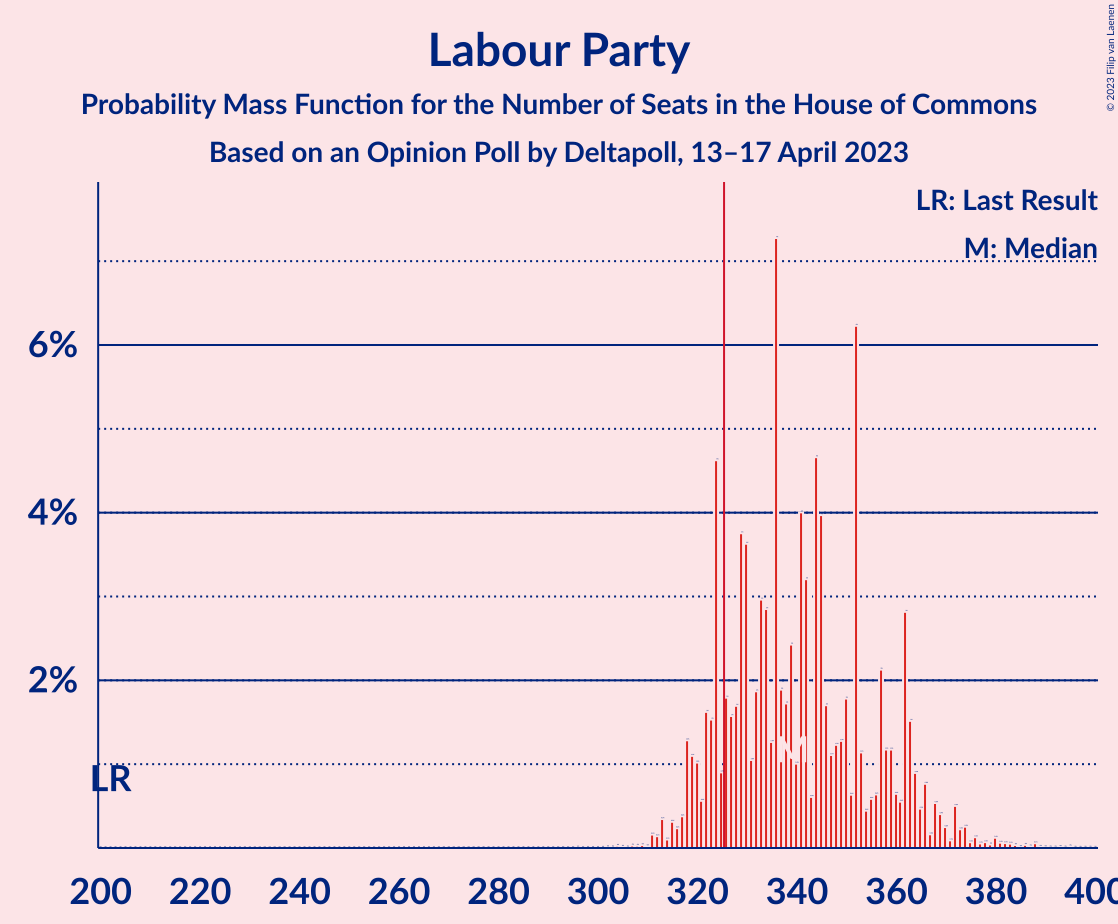 Labour Party
Probability Mass Function for the Number of Seats in the House of Commons
Based on an Opinion Poll by Deltapoll, 13–17 April 2023
© 2023 Filip van Laenen
LR: Last Result
M: Median
6%
4%
2%
LR
M
200 220 240 260 280 300 320 340 360 380 400